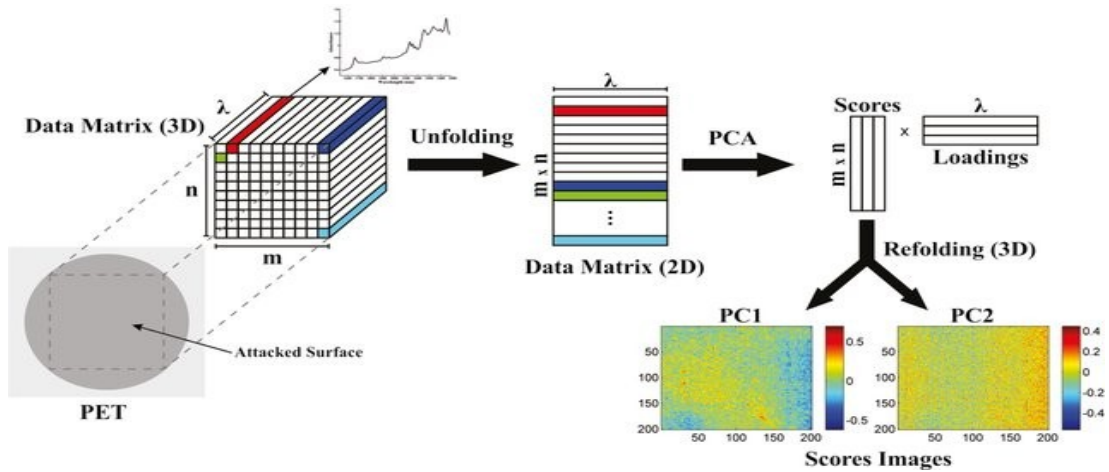 Data Matrix (3D)
λ
n
m
Attacked Surface
PET
Unfolding
λ
m x n
Data Matrix (2D)
PCA
Scores
m x n
x
λ
Loadings
Refolding (3D)
PC1
50
100
150
200
50 100 150 200
0.5
0
-0.5
PC2
50
100
150
200
50 100 150 200
0.4
0.2
0
-0.2
-0.4
Scores Images